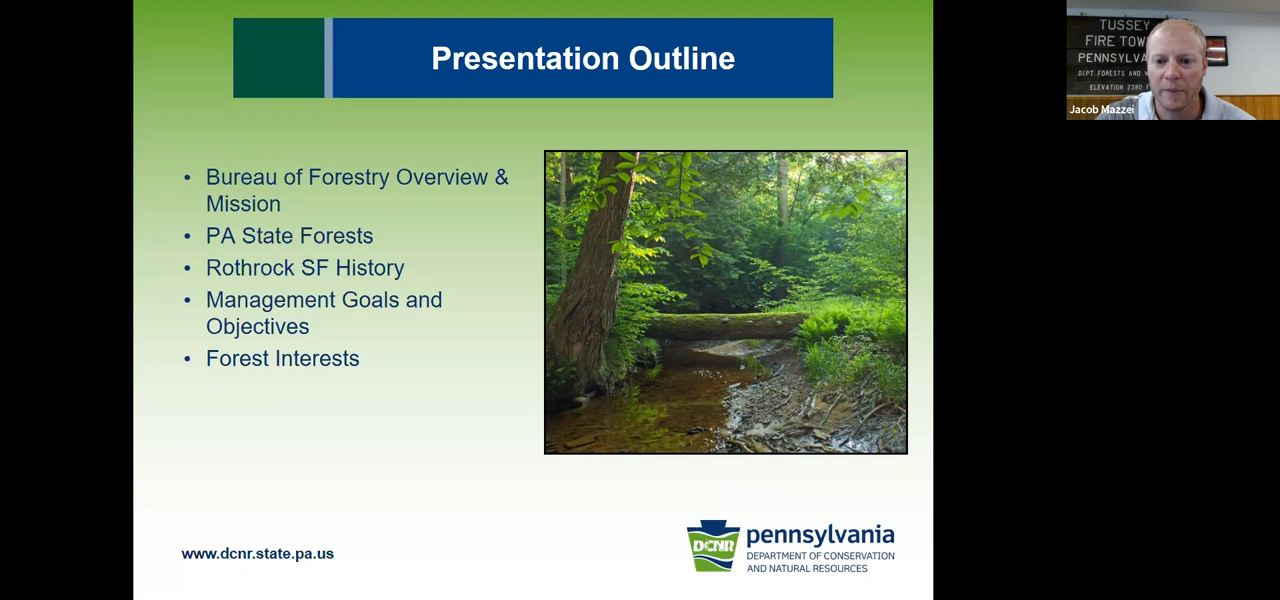 Presentation Outline
• Bureau of Forestry Overview &
Mission
• PA State Forests
• Rothrock SF History
• Management Goals and
Objectives
• Forest Interests
www.dcnr.state.pa.us
DCNR
pennsylvania
DEPARTMENT OF CONSERVATION
AND NATURAL RESOURCES
TUSSEY
FIRE
PENNSYLVA
DEPT FORESTS AND
ELEVATION 2380
Jacob Mazzei